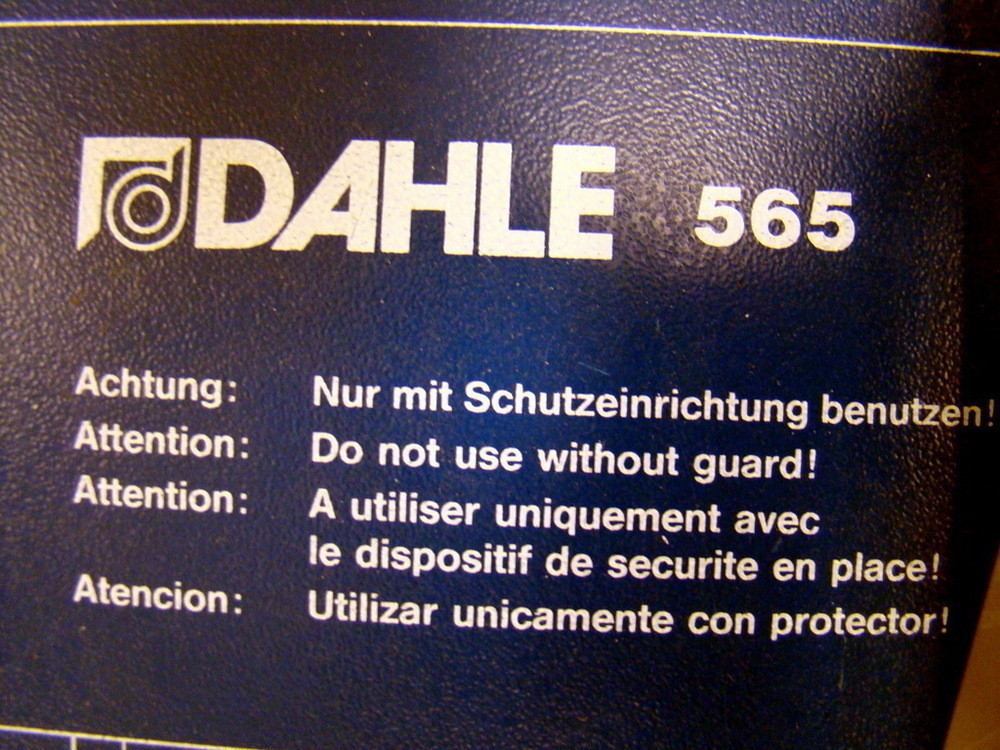 DAHLE 565
Achtung: Nur mit Schutzeinrichtung benutzen!
Attention: Do not use without guard!
Attention: A utiliser uniquement avec
le dispositif de securite en place!
Atencion: Utilizar unicamente con protector!